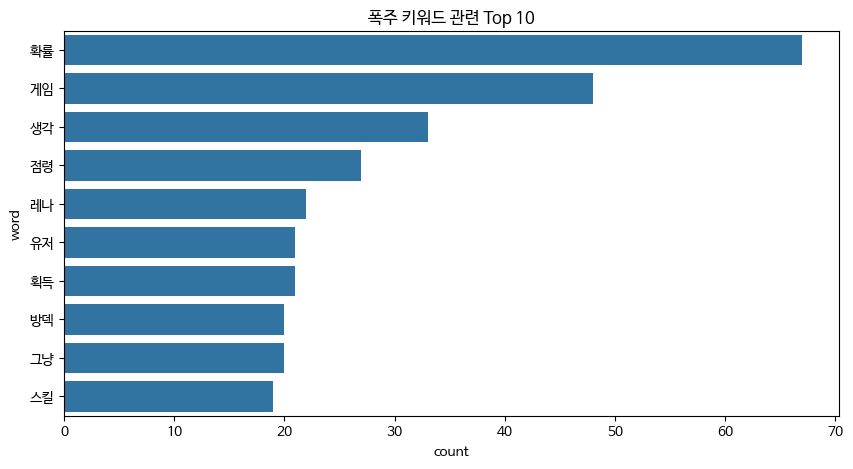 폭주 키워드 관련 Top 10
word
확률
게임
생각
점령
레나
유저
획득
방덱
그냥
스킬
0 10 20 30 40 50 60 70
count